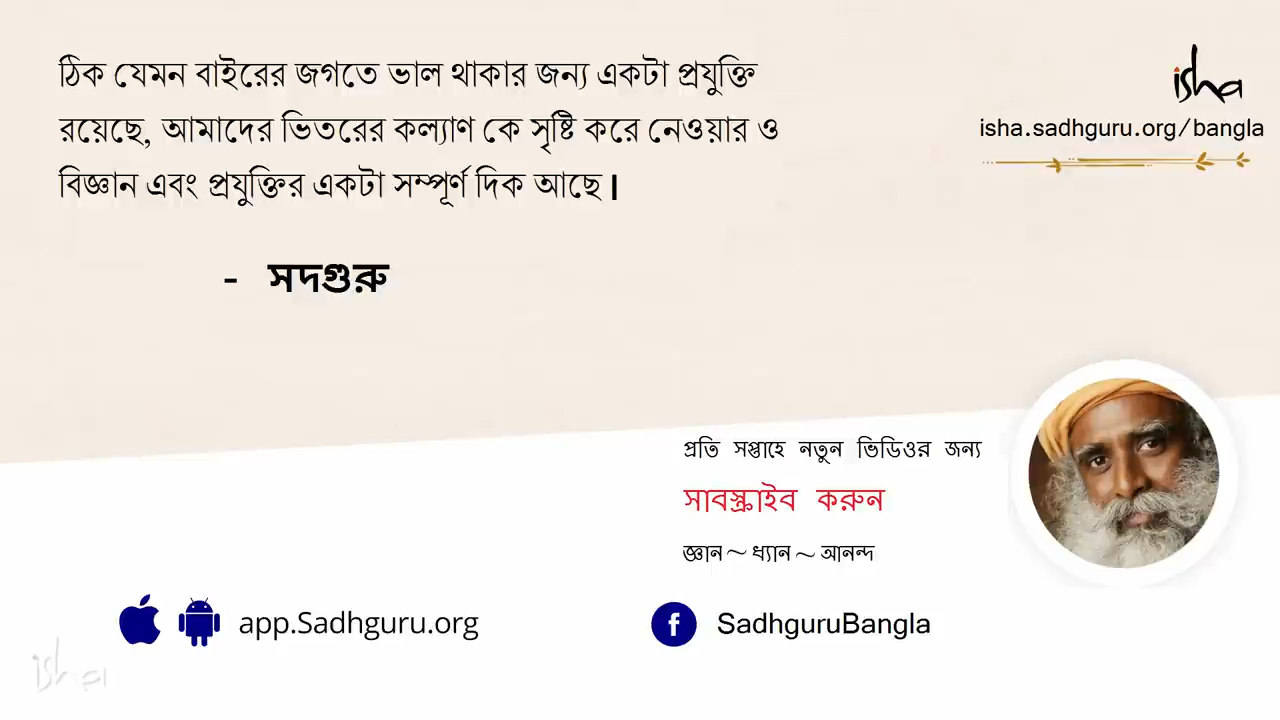 ঠিক যেমন বাইরের জগতে ভাল থাকার জন্য একটা প্রযুক্তি
রয়েছে, আমাদের ভিতরের কল্যাণ কে সৃষ্টি করে নেওয়ার ও
বিজ্ঞান এবং প্রযুক্তির একটা সম্পূর্ণ দিক আছে।
- সদগুরু
isha
isha.sadhguru.org/bangla
প্রতি সপ্তাহে নতুন ভিডিওর জন্য
সাবস্ক্রাইব করুন
জ্ঞান ~ ধ্যান ~ আনন্দ
app.Sadhguru.org
f SadhguruBangla
isha